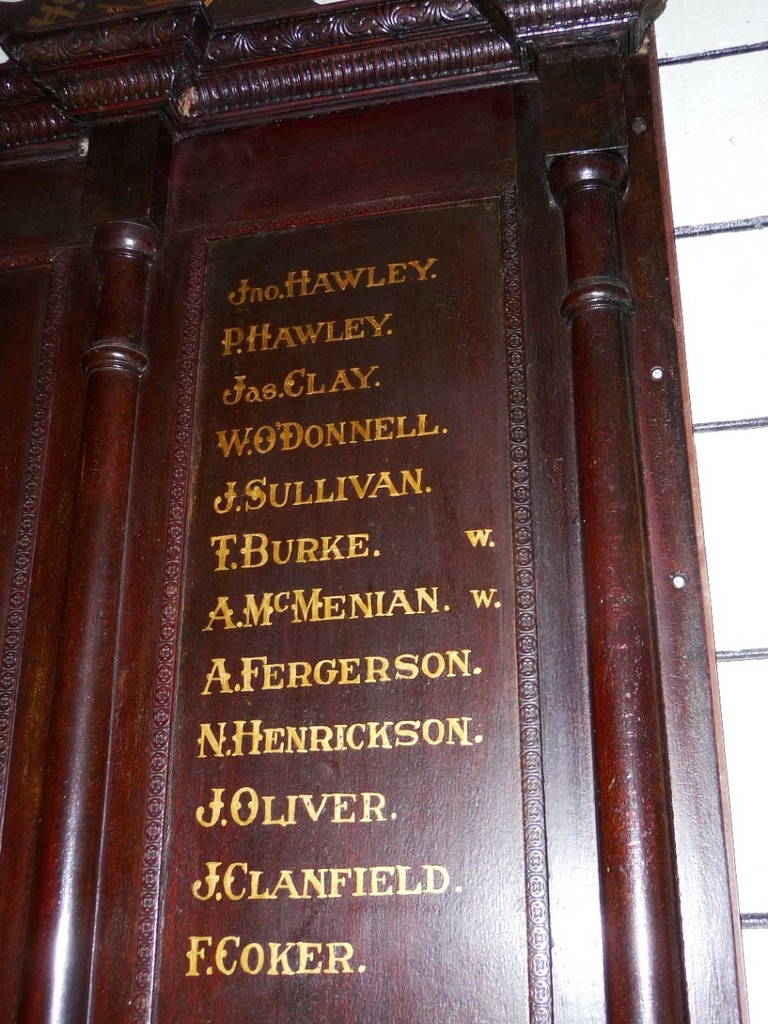 Jno. HAWLEY.
P. HAWLEY.
Jas. CLAY.
W. O'DONNELL.
J. SULLIVAN.
T. BURKE. W.
A. McMENIAN. W.
A. FERGERSON.
N. HENRICKSON.
J. OLIVER.
J. CLANFIELD.
F. COKER.